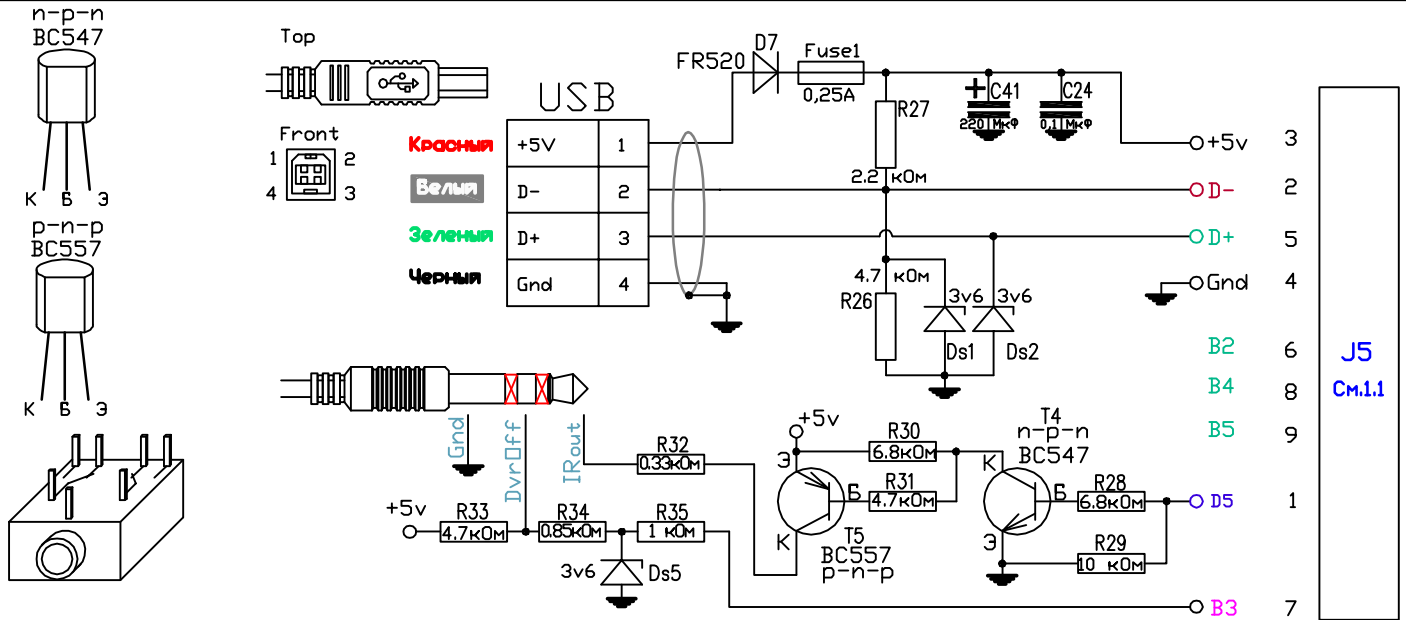 n-p-n
BC547
К Б Э
p-n-p
BC557
К Б Э
Top
Front
1 2
4 3
USB
Красный +5V 1
Белый D- 2
Зеленый D+ 3
Черный Gnd 4
FR520
D7
Fuse1
0,25A
R27
2.2 кОм
C41
220 МкФ
C24
0,1 МкФ
4.7 кОм
R26
3v6
Ds1
3v6
Ds2
+5v 3
D- 2
D+ 5
Gnd 4
B2 6
B4 8
B5 9
D5 1
B3 7
J5
См.1.1
Gnd
DvrOff
IRout
R32
0.33кОм
+5v
R33
4.7кОм
R34
0.85кОм
R35
1 кОм
3v6
Ds5
+5v
Э
Б
К
T5
BC557
p-n-p
R30
6.8кОм
R31
4.7кОм
T4
n-p-n
BC547
К
Б
Э
R28
6.8кОм
R29
10 кОм